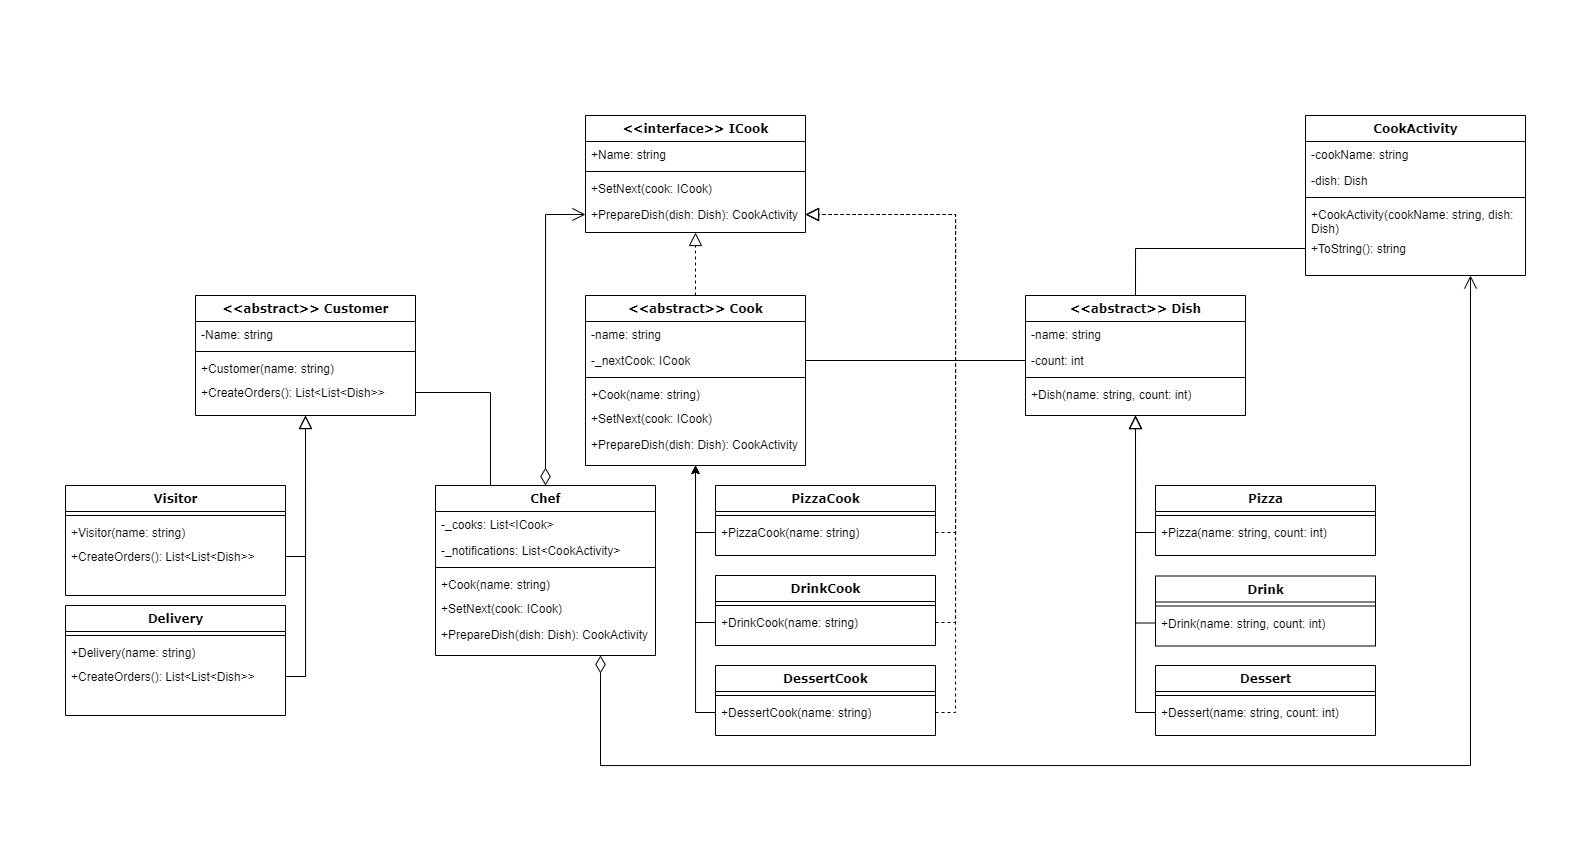 <<interface>> ICook
+Name: string
+SetNext(cook: ICook)
+PrepareDish(dish: Dish): CookActivity
CookActivity
-cookName: string
-dish: Dish
+CookActivity(cookName: string, dish:
Dish)
+ToString(): string
<<abstract>> Customer
-Name: string
+Customer(name: string)
+CreateOrders(): List<List<Dish>>
<<abstract>> Cook
-name: string
-_nextCook: ICook
+Cook(name: string)
+SetNext(cook: ICook)
+PrepareDish(dish: Dish): CookActivity
<<abstract>> Dish
-name: string
-count: int
+Dish(name: string, count: int)
Visitor
+Visitor(name: string)
+CreateOrders(): List<List<Dish>>
Delivery
+Delivery(name: string)
+CreateOrders(): List<List<Dish>>
Chef
-_cooks: List<ICook>
-_notifications: List<CookActivity>
+Cook(name: string)
+SetNext(cook: ICook)
+PrepareDish(dish: Dish): CookActivity
PizzaCook
+PizzaCook(name: string)
DrinkCook
+DrinkCook(name: string)
DessertCook
+DessertCook(name: string)
Pizza
+Pizza(name: string, count: int)
Drink
+Drink(name: string, count: int)
Dessert
+Dessert(name: string, count: int)